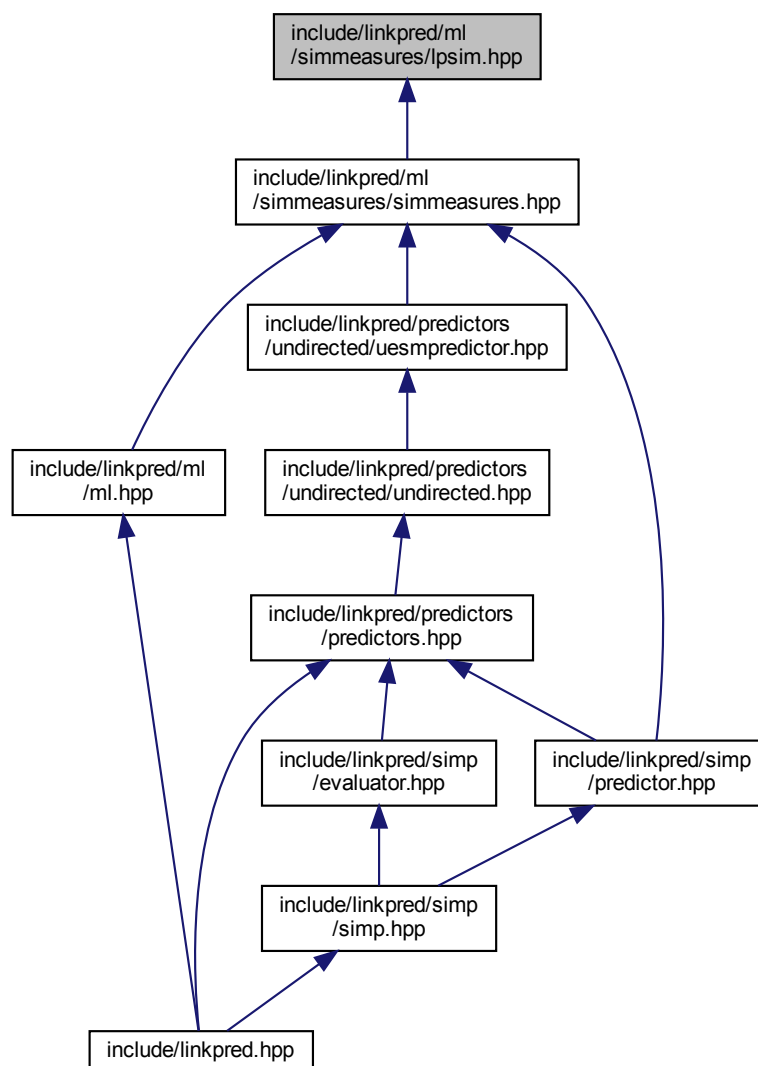 include/linkpred/ml
/simmeasures/lpsim.hpp
include/linkpred/ml
/simmeasures/simmeasures.hpp
include/linkpred/predictors
/undirected/uesmpredictor.hpp
include/linkpred/ml
/ml.hpp
include/linkpred/predictors
/undirected/undirected.hpp
include/linkpred/predictors
/predictors.hpp
include/linkpred/simp
/evaluator.hpp
include/linkpred/simp
/predictor.hpp
include/linkpred/simp
/simp.hpp
include/linkpred.hpp